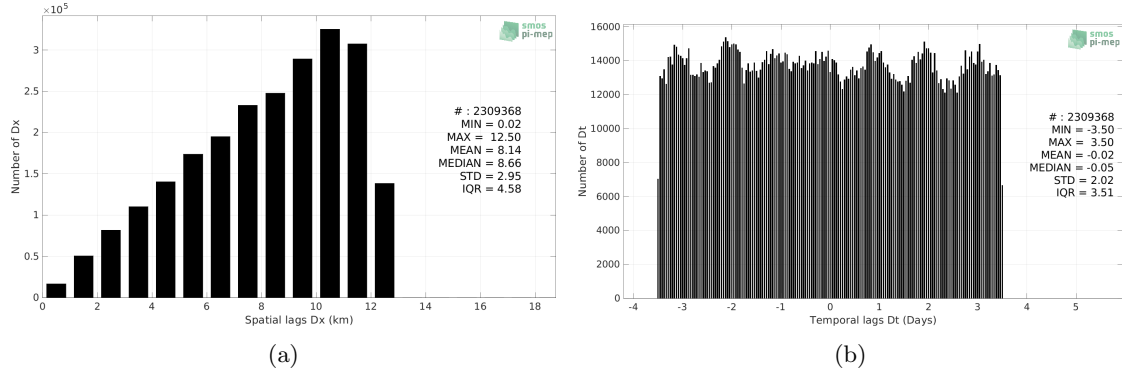 ×10⁵
3
2.5
2
1.5
1
0.5
0
Number of Dx
0 2 4 6 8 10 12 14 16 18
Spatial lags Dx (km)
smos
pi-mep
# : 2309368
MIN = 0.02
MAX = 12.50
MEAN = 8.14
MEDIAN = 8.66
STD = 2.95
IQR = 4.58
(a)
16000
14000
12000
10000
8000
6000
4000
2000
0
Number of Dt
-4 -3 -2 -1 0 1 2 3 4 5
Temporal lags Dt (Days)
smos
pi-mep
# : 2309368
MIN = -3.50
MAX = 3.50
MEAN = -0.02
MEDIAN = -0.05
STD = 2.02
IQR = 3.51
(b)